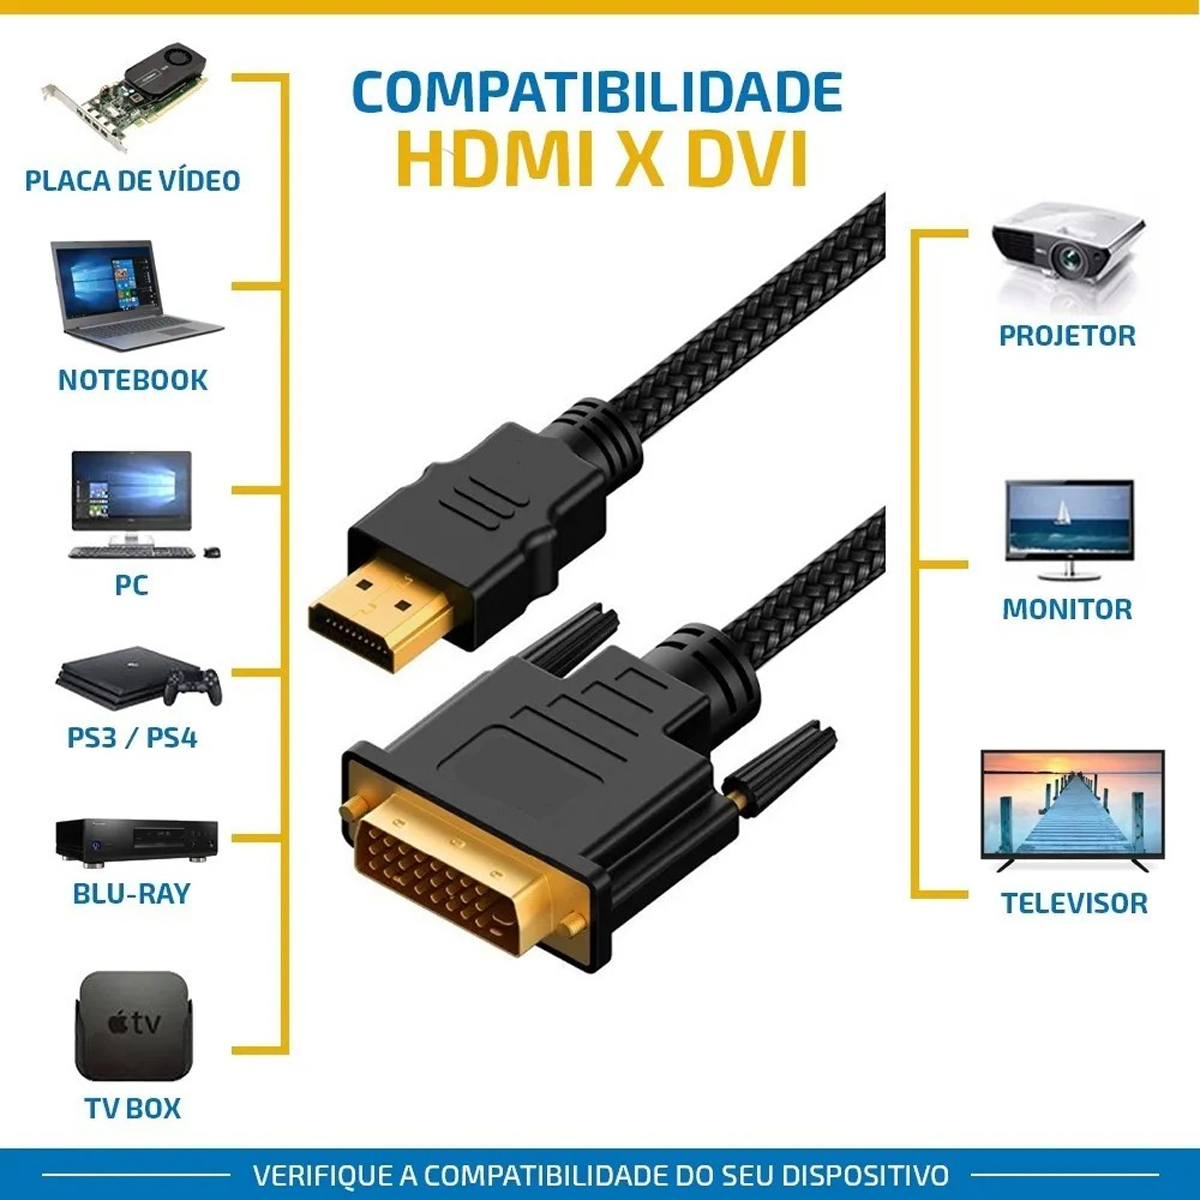 COMPATIBILIDADE
HDMI X DVI
PLACA DE VÍDEO
NOTEBOOK
PC
PS3 / PS4
BLU-RAY
tv
TV BOX
PROJETOR
MONITOR
TELEVISOR
VERIFIQUE A COMPATIBILIDADE DO SEU DISPOSITIVO